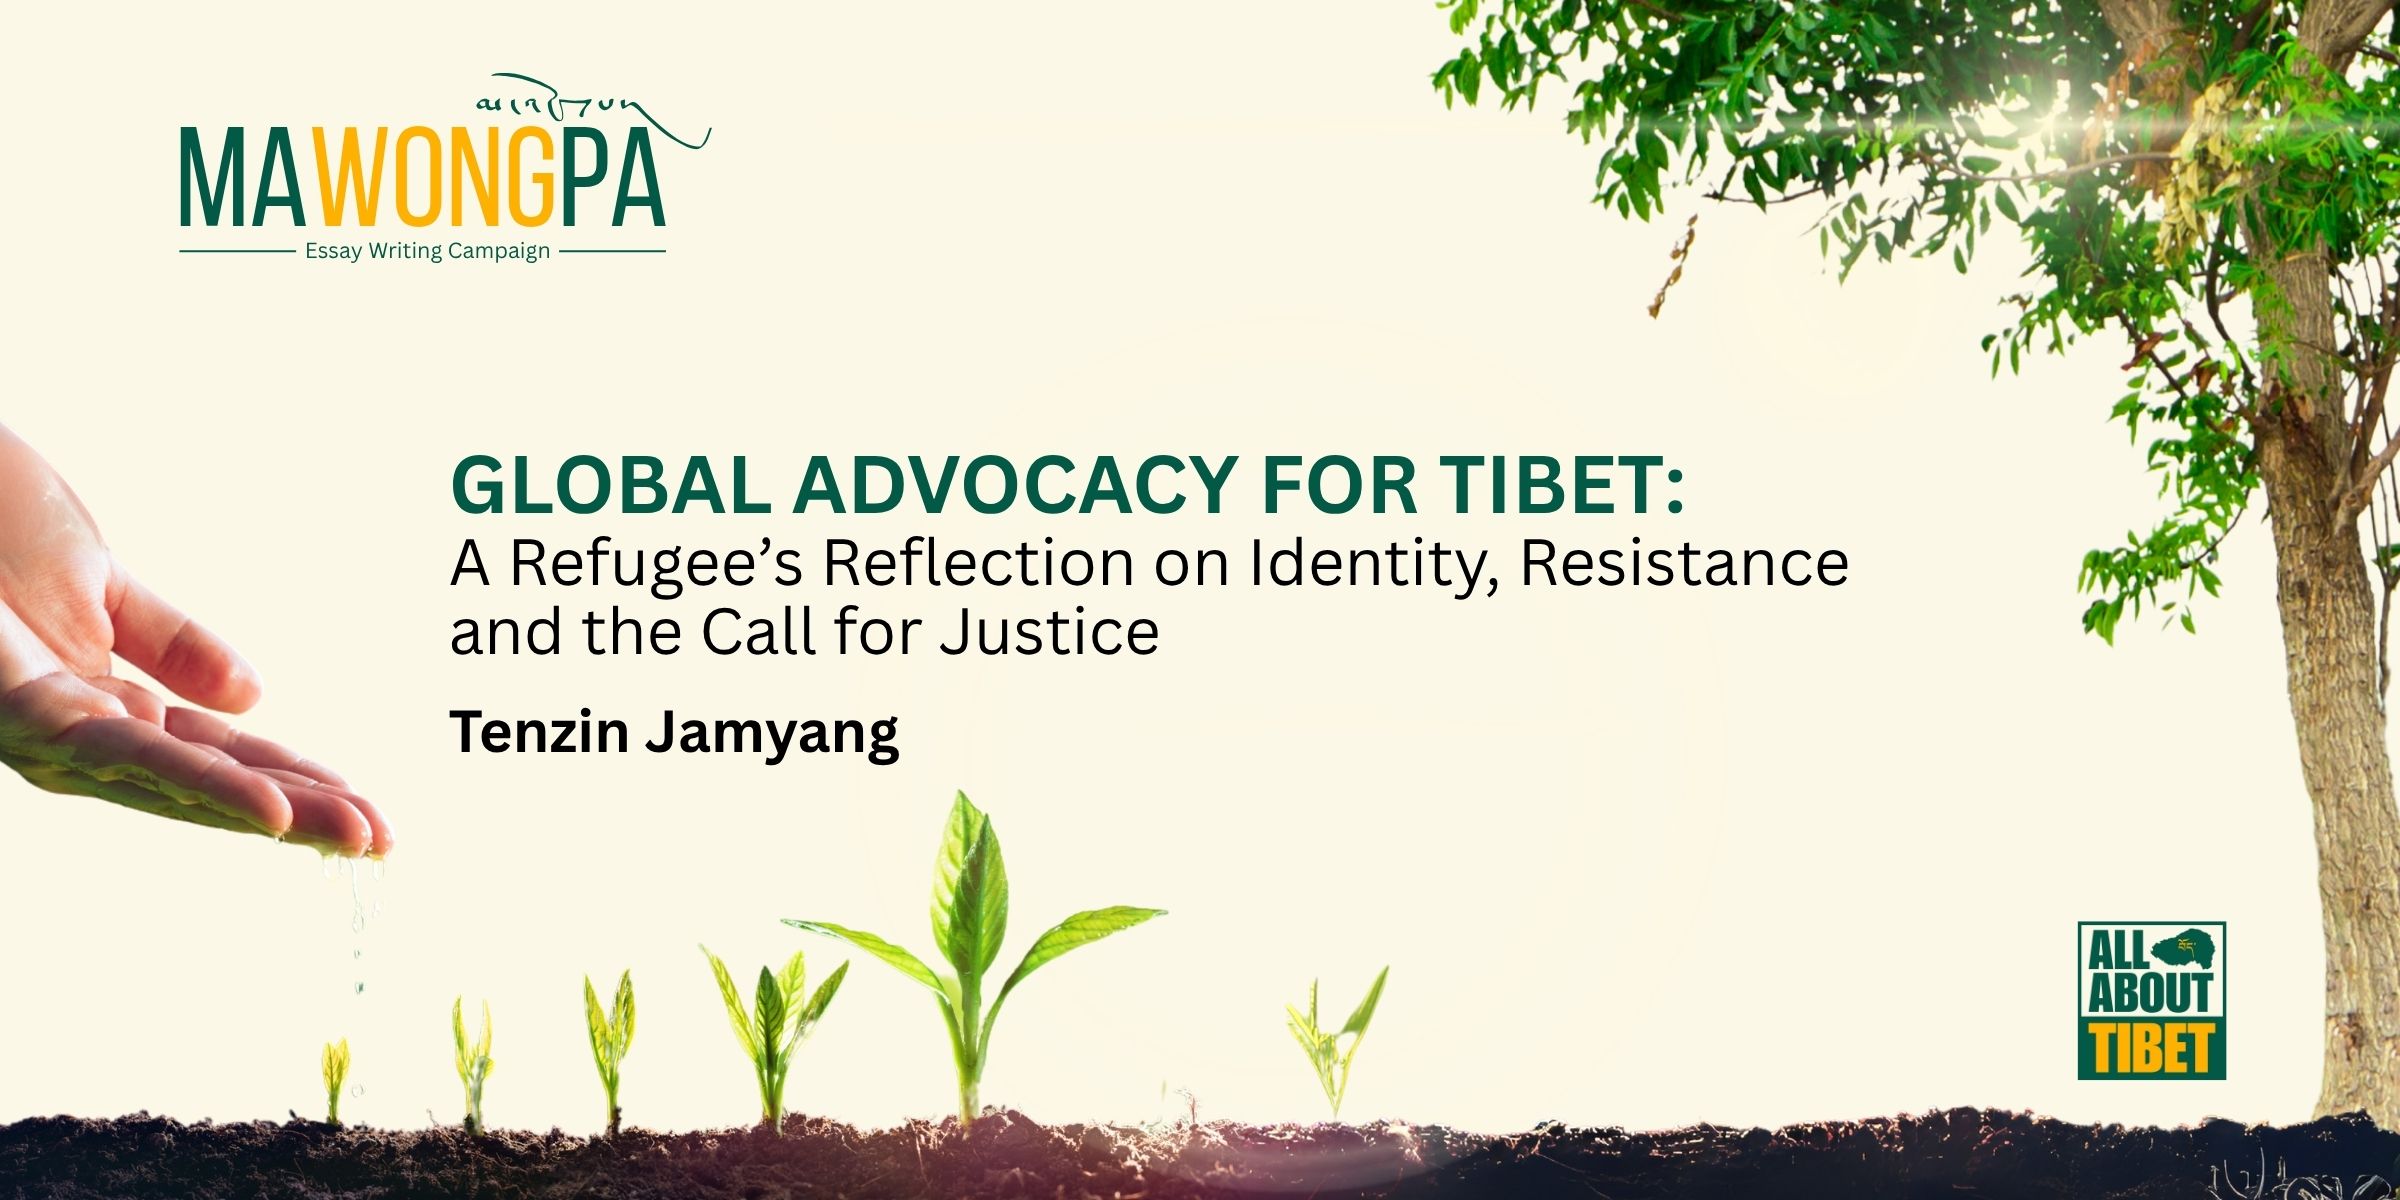 མ་འོངས་པ
MAWONGPA
Essay Writing Campaign
GLOBAL ADVOCACY FOR TIBET:
A Refugee’s Reflection on Identity, Resistance
and the Call for Justice
Tenzin Jamyang
ALL
བོད་
ABOUT
TIBET